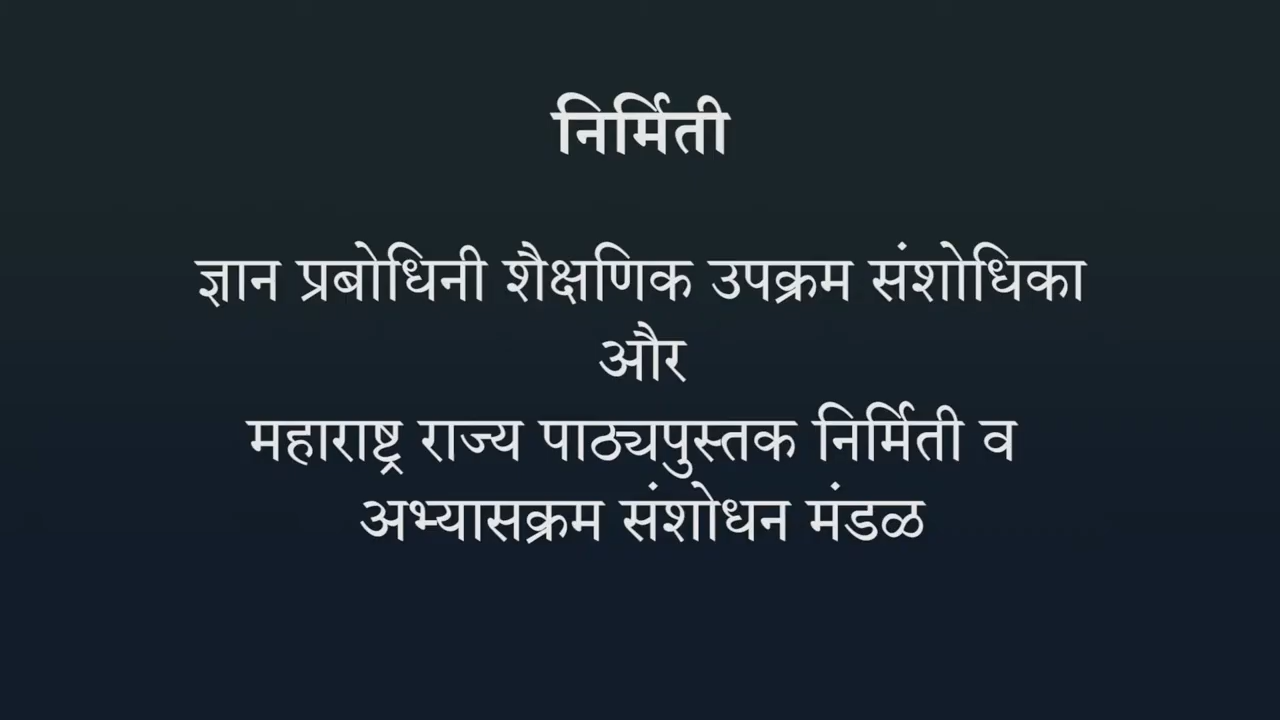 निर्मिती
ज्ञान प्रबोधिनी शैक्षणिक उपक्रम संशोधिका
और
महाराष्ट्र राज्य पाठ्यपुस्तक निर्मिती व
अभ्यासक्रम संशोधन मंडळ